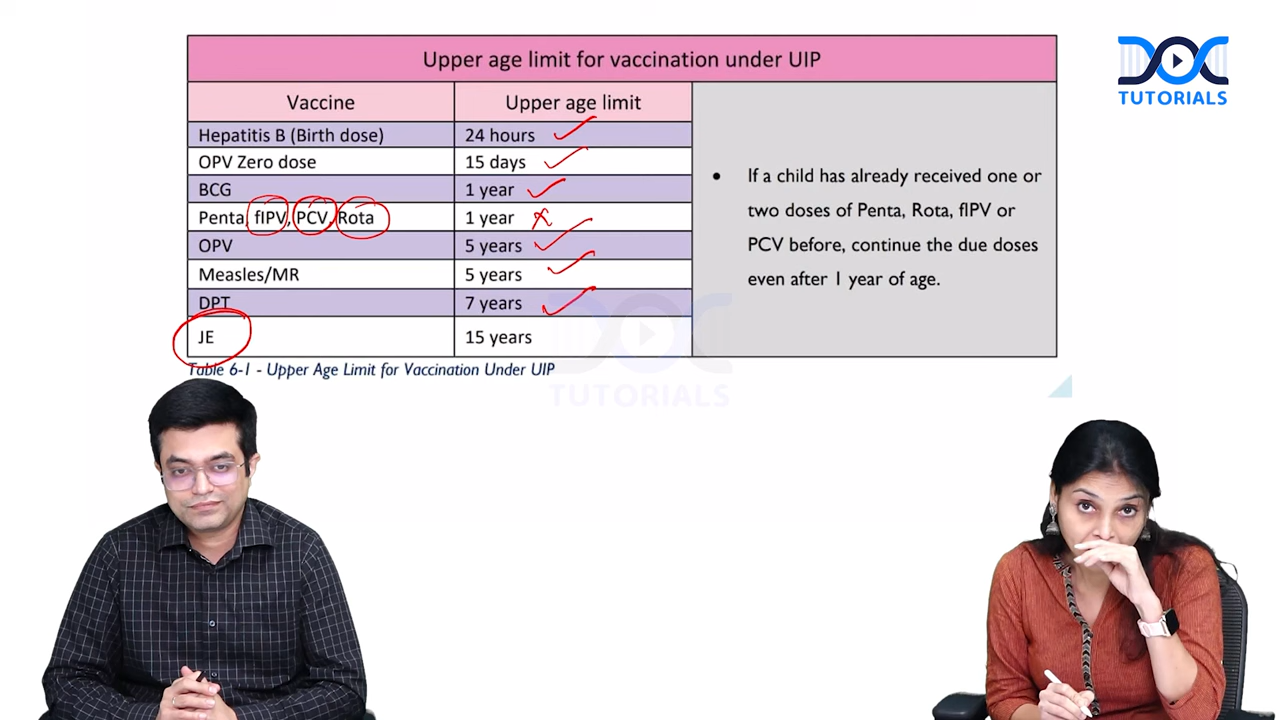 Upper age limit for vaccination under UIP
Vaccine Upper age limit
Hepatitis B (Birth dose) 24 hours
OPV Zero dose 15 days
BCG 1 year
Penta, fIPV, PCV, Rota 1 year
OPV 5 years
Measles/MR 5 years
DPT 7 years
JE 15 years
• If a child has already received one or
two doses of Penta, Rota, fIPV or
PCV before, continue the due doses
even after 1 year of age.
Table 6-1 - Upper Age Limit for Vaccination Under UIP
DOC
TUTORIALS
TUTORIALS